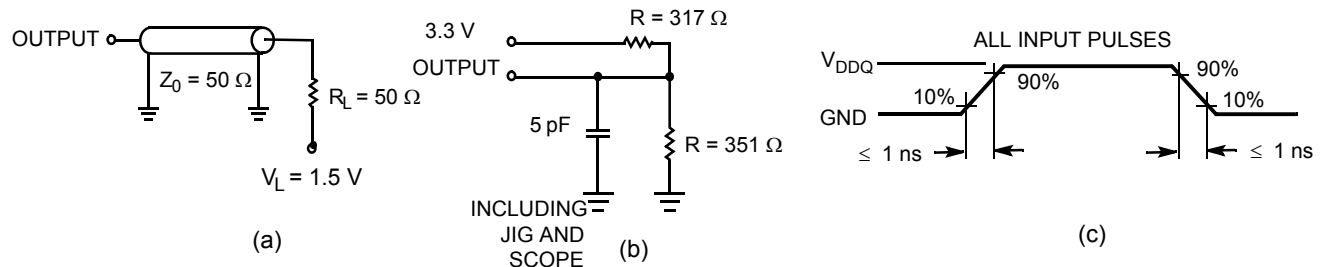 OUTPUT
Z0 = 50 Ω
RL = 50 Ω
VL = 1.5 V
(a)
R = 317 Ω
3.3 V
OUTPUT
5 pF
R = 351 Ω
INCLUDING
JIG AND
SCOPE
(b)
ALL INPUT PULSES
VDDQ
GND
10%
90%
90%
10%
≤ 1 ns
≤ 1 ns
(c)